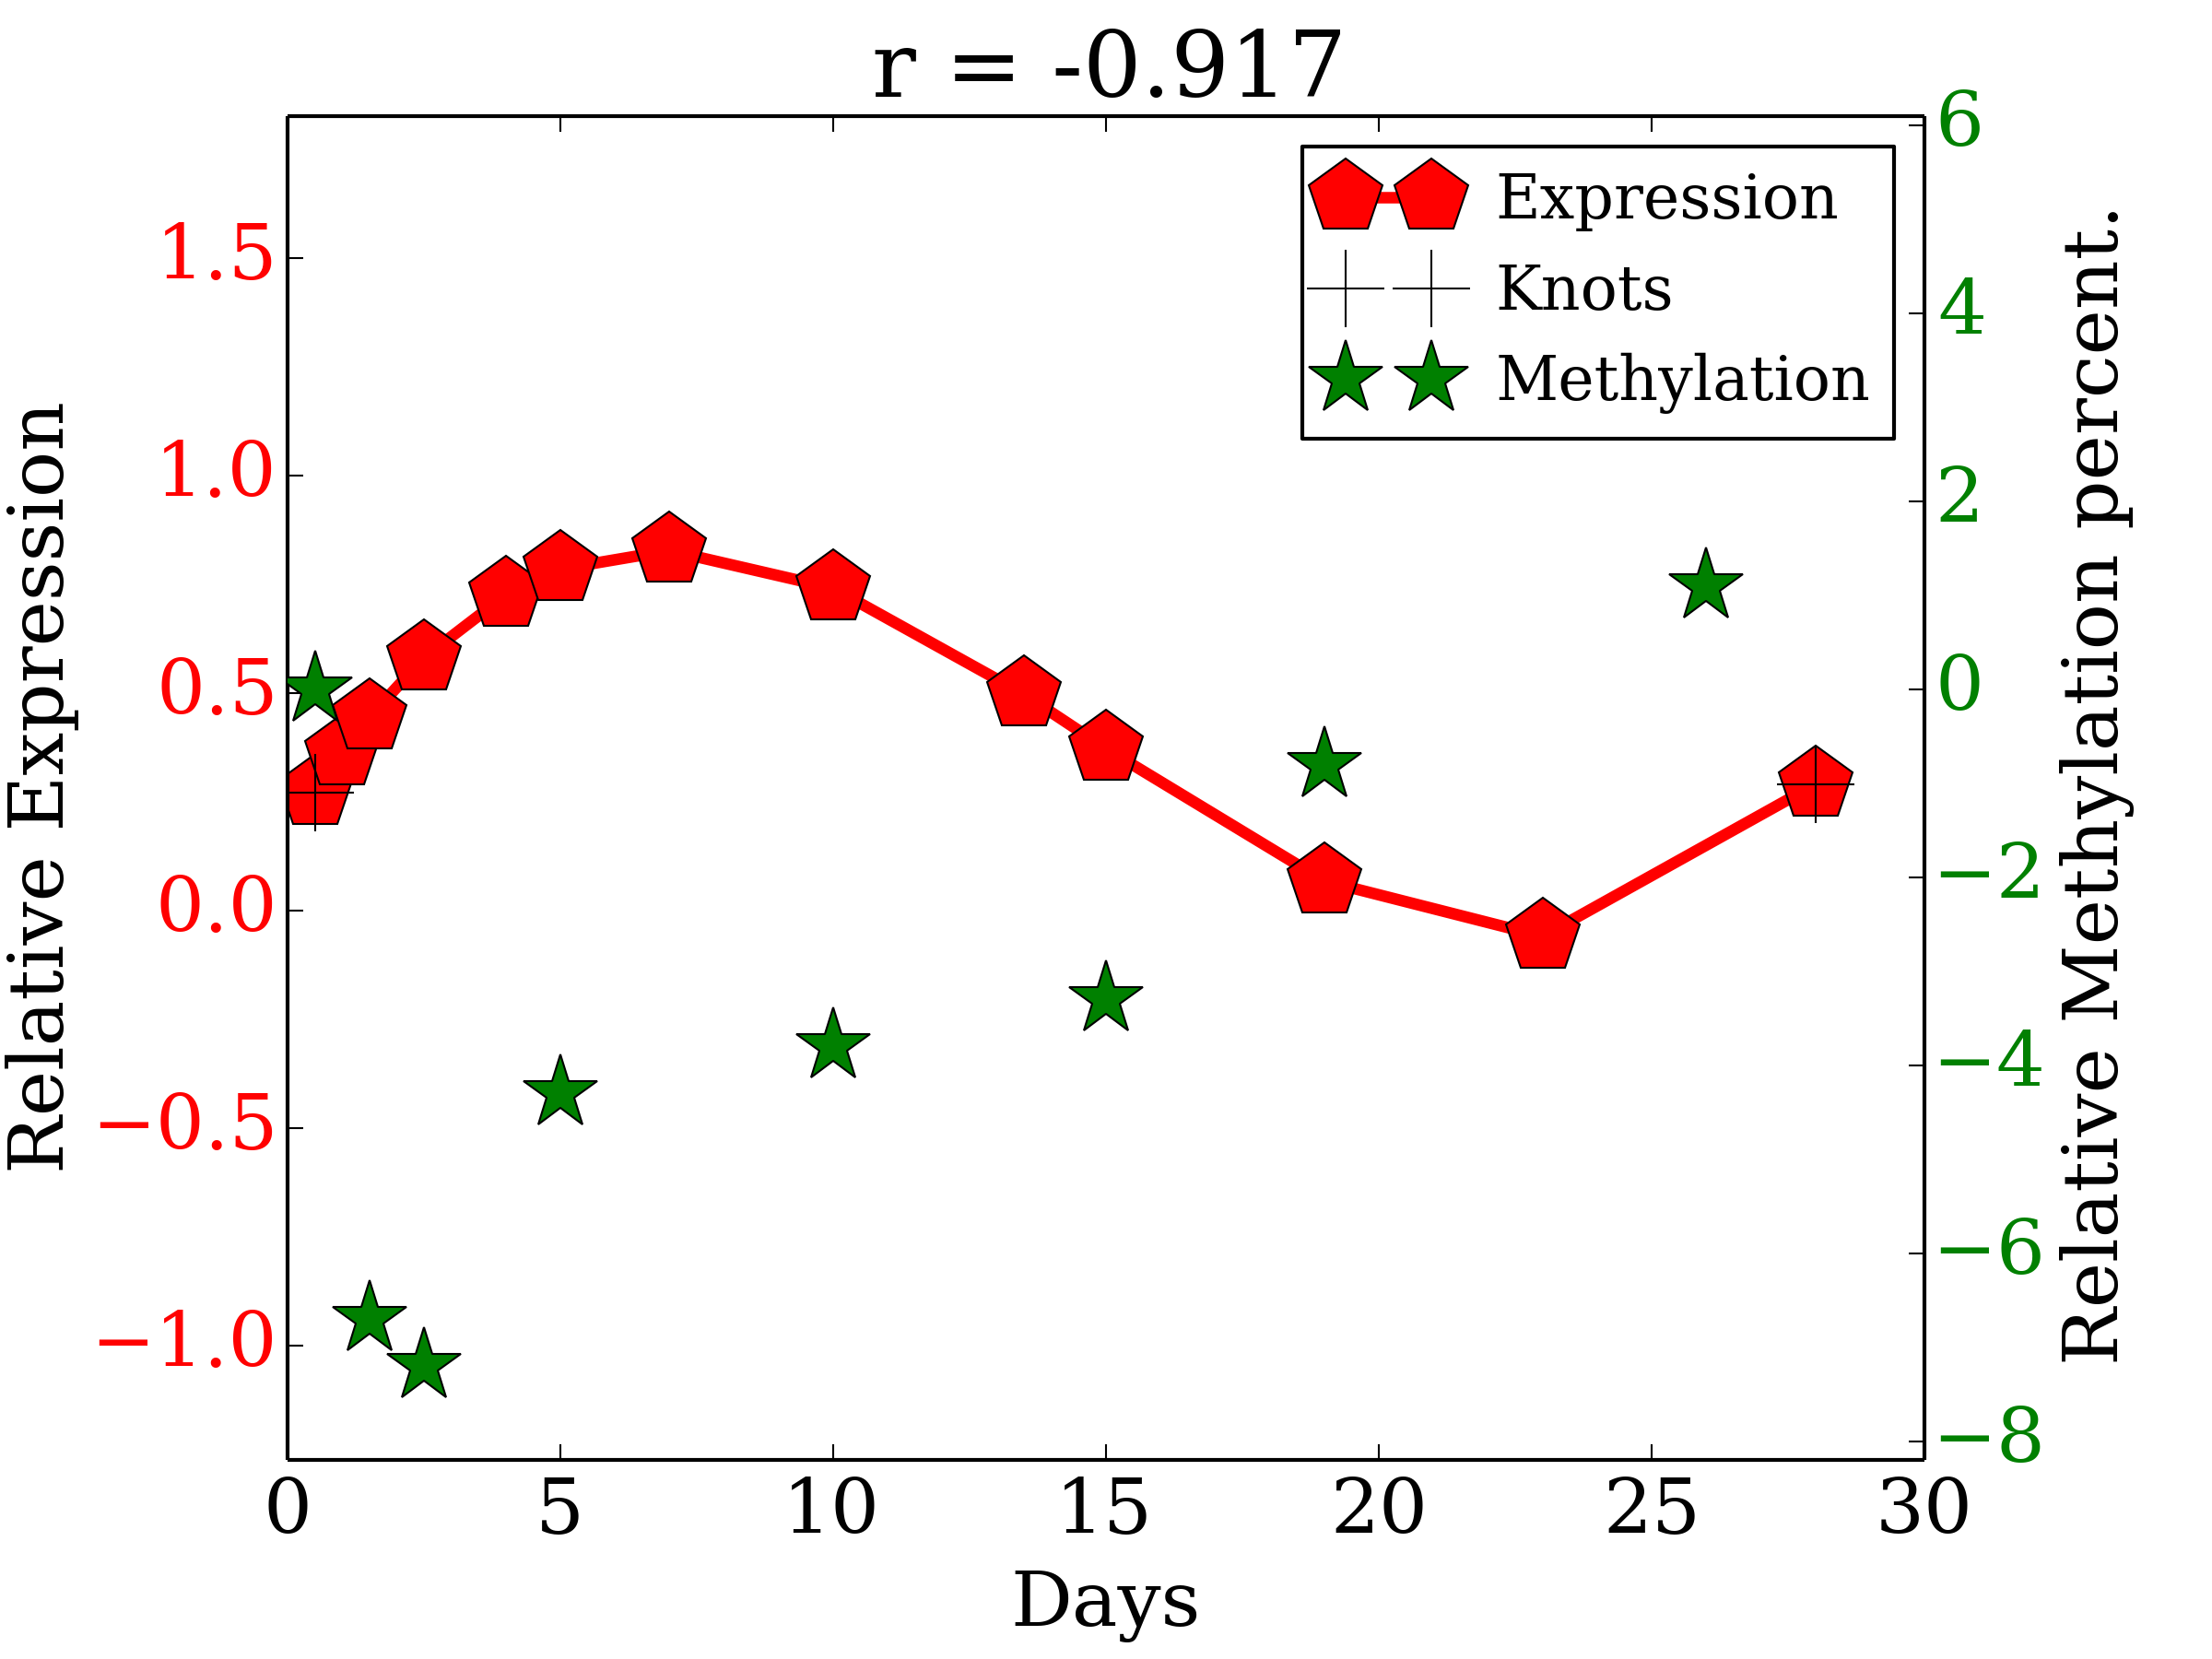 r = -0.917
Expression
Knots
Methylation
1.5
1.0
0.5
0.0
−0.5
−1.0
Relative Expression
6
4
2
0
−2
−4
−6
−8
Relative Methylation percent.
0 5 10 15 20 25 30
Days